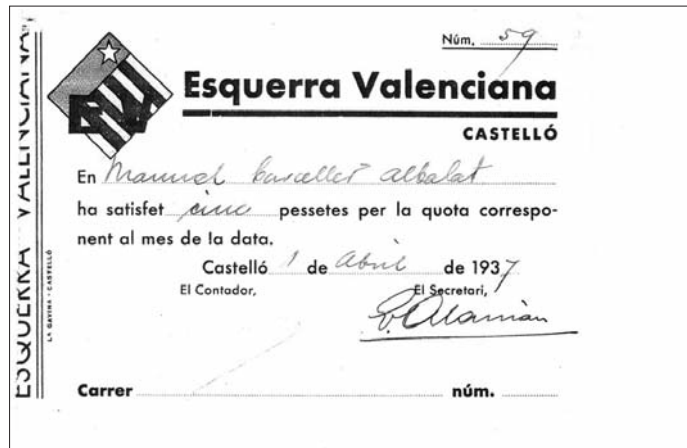 Núm. 59
Esquerra Valenciana
CASTELLÓ
En Manuel Carceller Albalat
ha satisfet cinc pessetes per la quota correspo-
nent al mes de la data.
Castelló 1 de Abril de 1937
El Contador,
El Secretari,
Carrer núm.
ESQUERRA VALENCIANA
LA GAVINA - CASTELLÓ